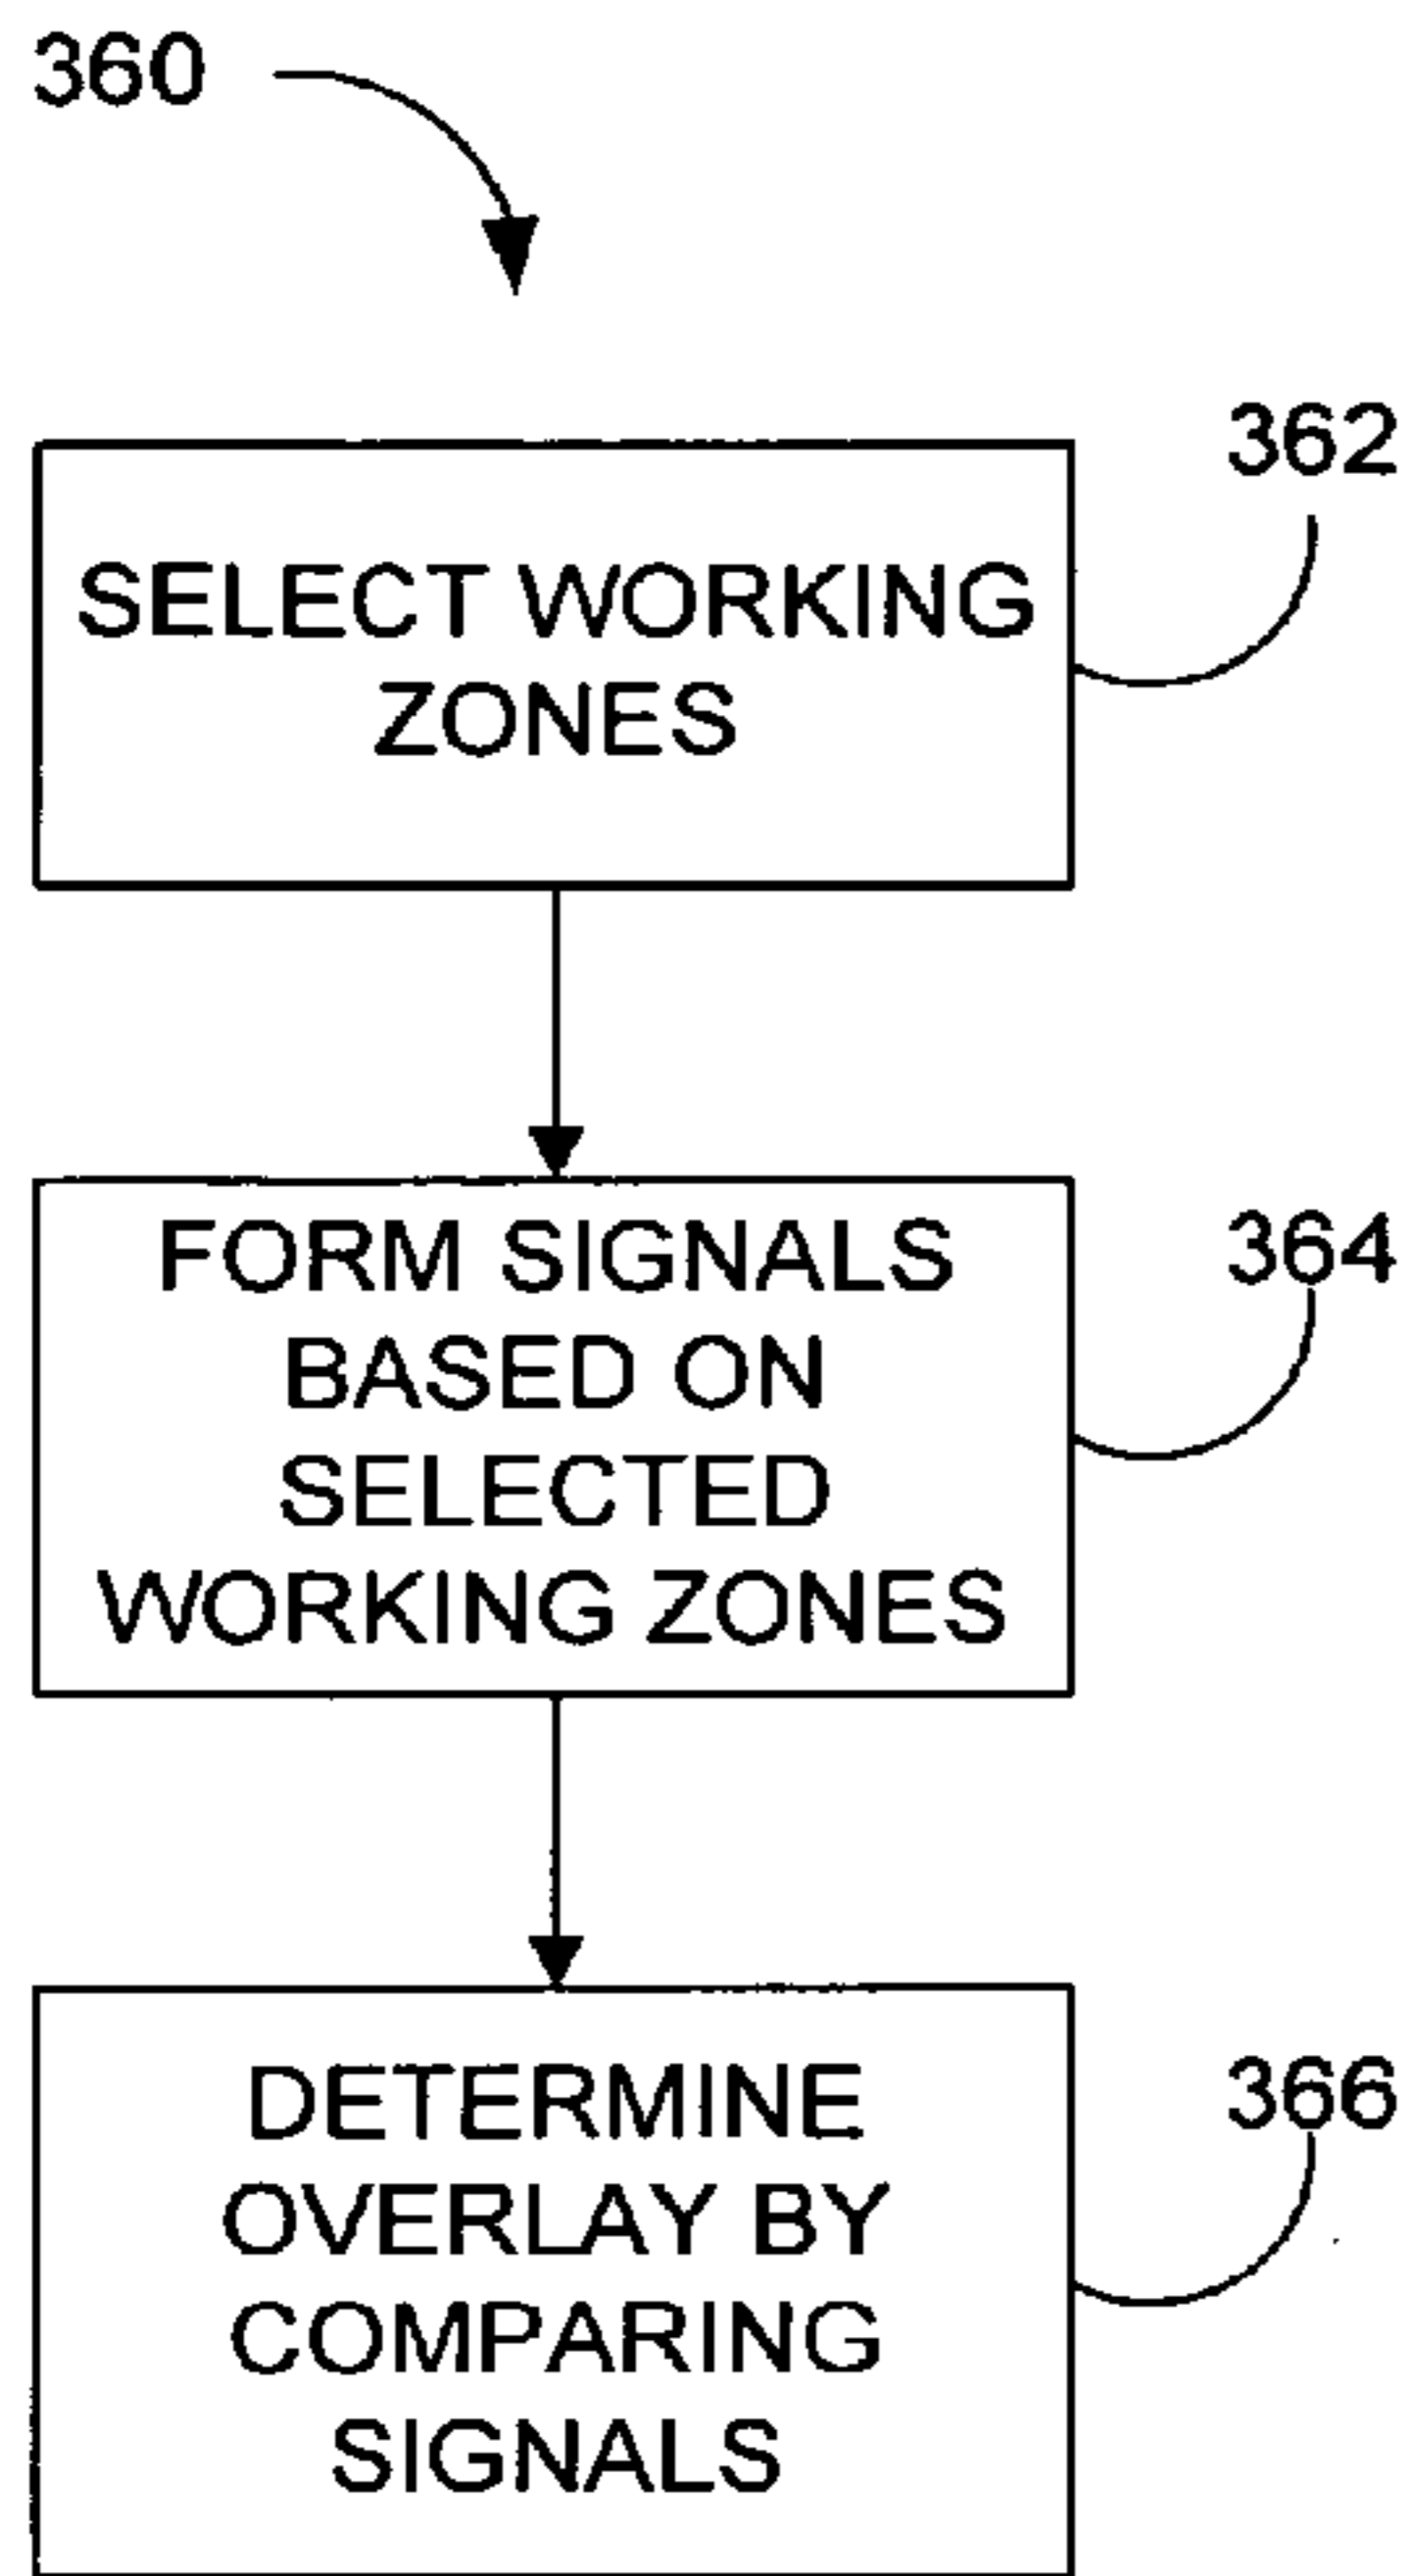 360
362
SELECT WORKING
ZONES
364
FORM SIGNALS
BASED ON
SELECTED
WORKING ZONES
366
DETERMINE
OVERLAY BY
COMPARING
SIGNALS